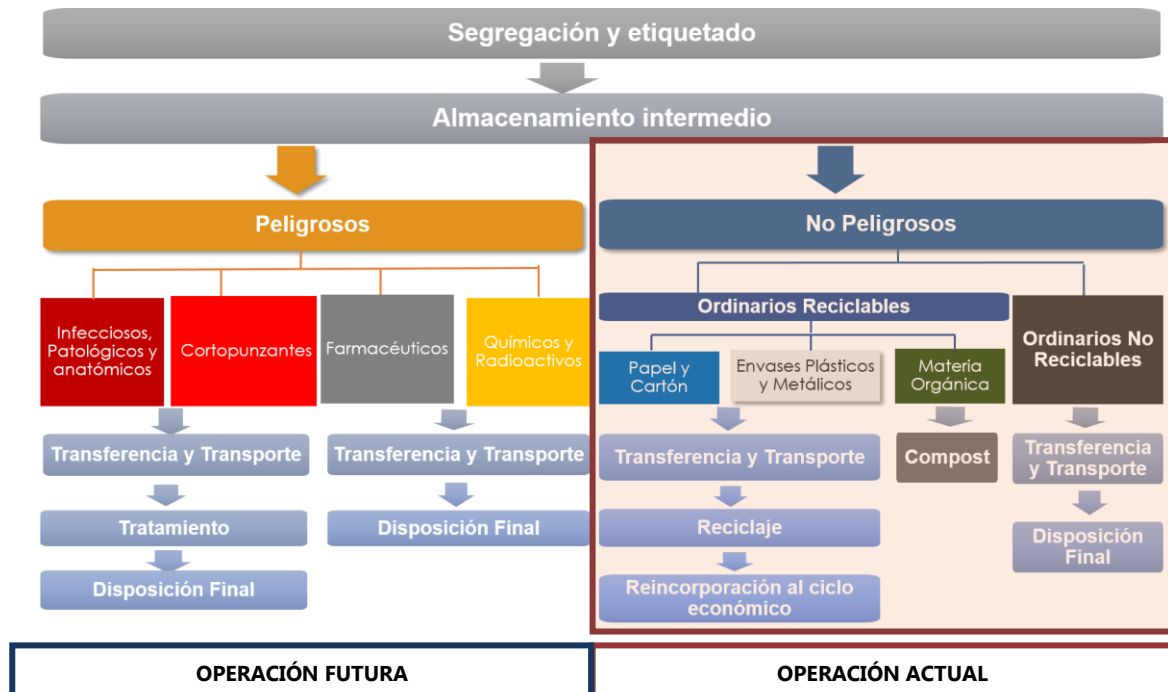 Segregación y etiquetado
Almacenamiento intermedio
Peligrosos
Infecciosos,
Patológicos y
anatómicos
Cortopunzantes
Farmacéuticos
Químicos y
Radioactivos
Transferencia y Transporte
Tratamiento
Disposición Final
Transferencia y Transporte
Disposición Final
No Peligrosos
Ordinarios Reciclables
Papel y
Cartón
Envases Plásticos
y Metálicos
Materia
Orgánica
Ordinarios No
Reciclables
Transferencia y Transporte
Reciclaje
Reincorporación al ciclo
económico
Compost
Transferencia
y Transporte
Disposición
Final
OPERACIÓN FUTURA
OPERACIÓN ACTUAL